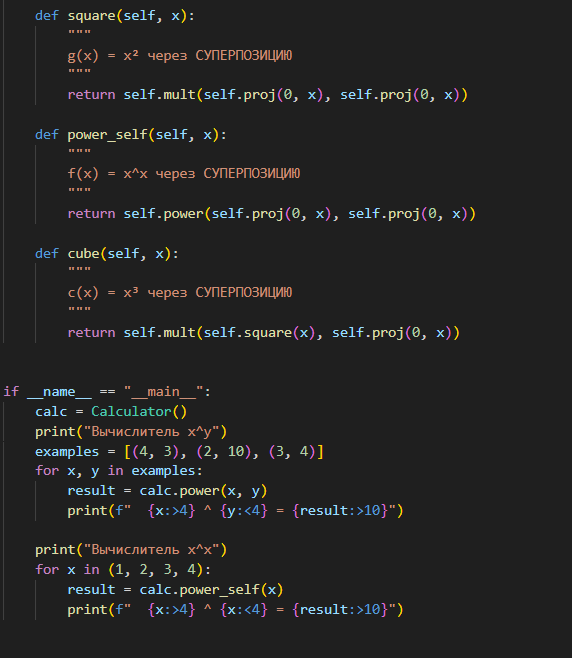 def square(self, x):
"""
g(x) = x² через СУПЕРПОЗИЦИЮ
"""
return self.mult(self.proj(0, x), self.proj(0, x))
def power_self(self, x):
"""
f(x) = x^x через СУПЕРПОЗИЦИЮ
"""
return self.power(self.proj(0, x), self.proj(0, x))
def cube(self, x):
"""
c(x) = x³ через СУПЕРПОЗИЦИЮ
"""
return self.mult(self.square(x), self.proj(0, x))
if __name__ == "__main__":
calc = Calculator()
print("Вычислитель x^y")
examples = [(4, 3), (2, 10), (3, 4)]
for x, y in examples:
result = calc.power(x, y)
print(f"  {x:>4} ^ {y:<4} = {result:>10}")
print("Вычислитель x^x")
for x in (1, 2, 3, 4):
result = calc.power_self(x)
print(f"  {x:>4} ^ {x:<4} = {result:>10}")